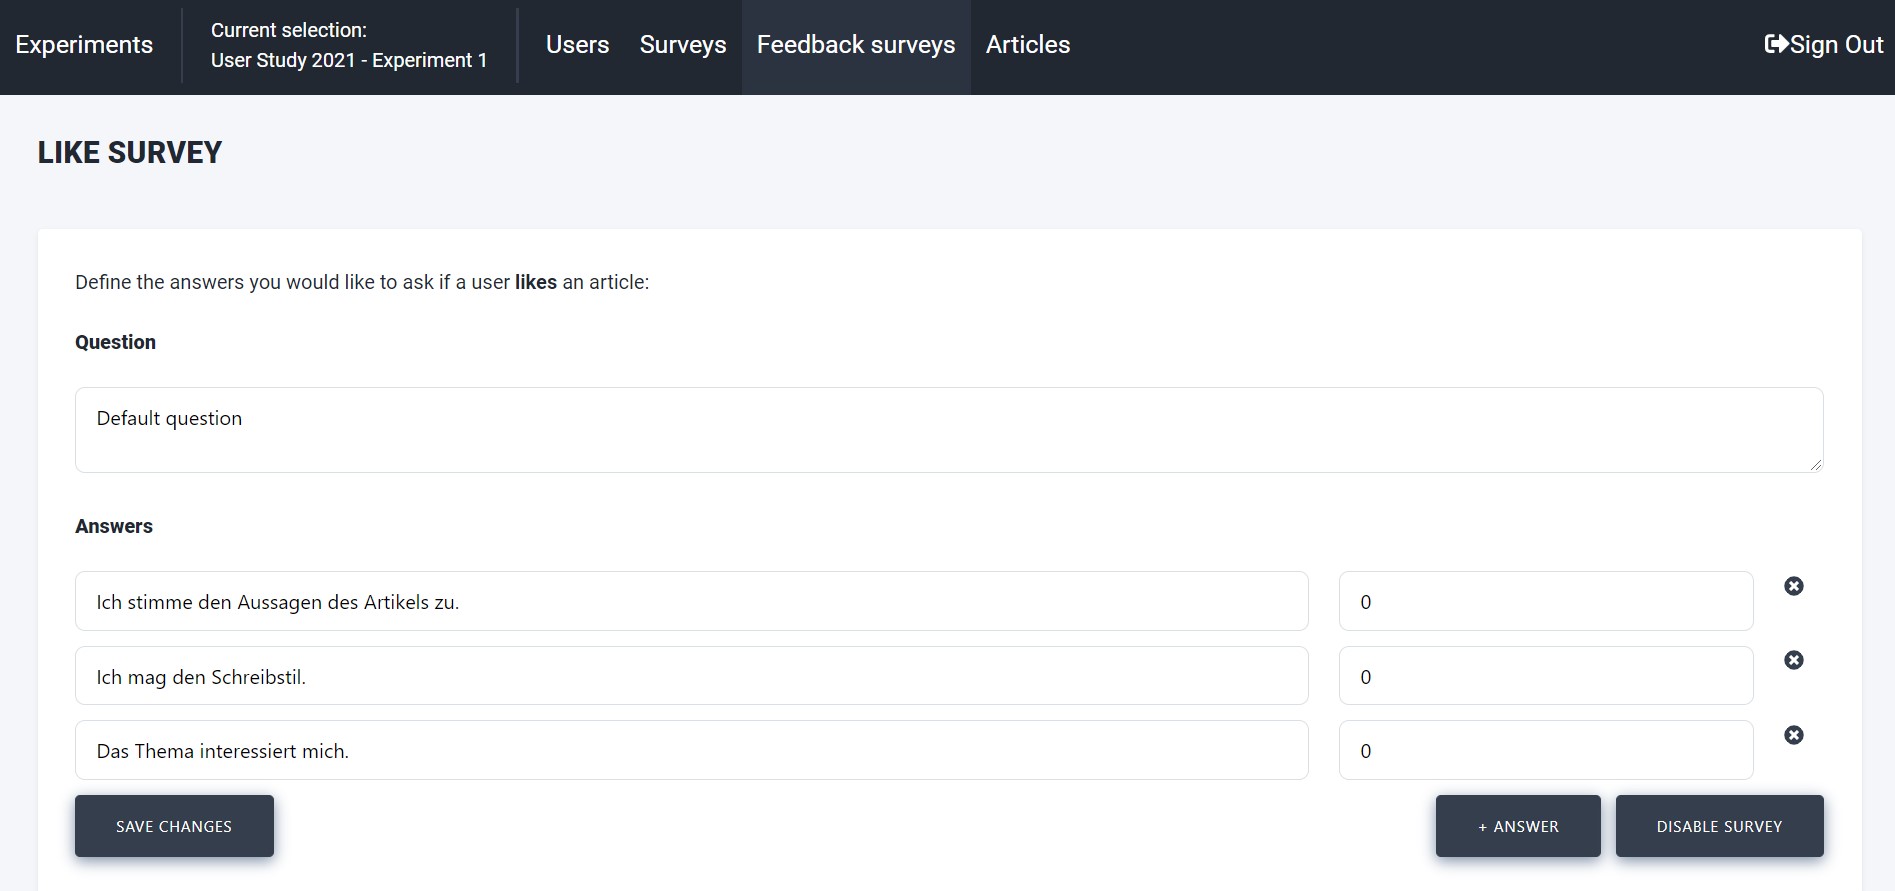 Experiments
Current selection:
User Study 2021 - Experiment 1
Users
Surveys
Feedback surveys
Articles
Sign Out
LIKE SURVEY
Define the answers you would like to ask if a user likes an article:
Question
Default question
Answers
Ich stimme den Aussagen des Artikels zu.
0
Ich mag den Schreibstil.
0
Das Thema interessiert mich.
0
SAVE CHANGES
+ ANSWER
DISABLE SURVEY